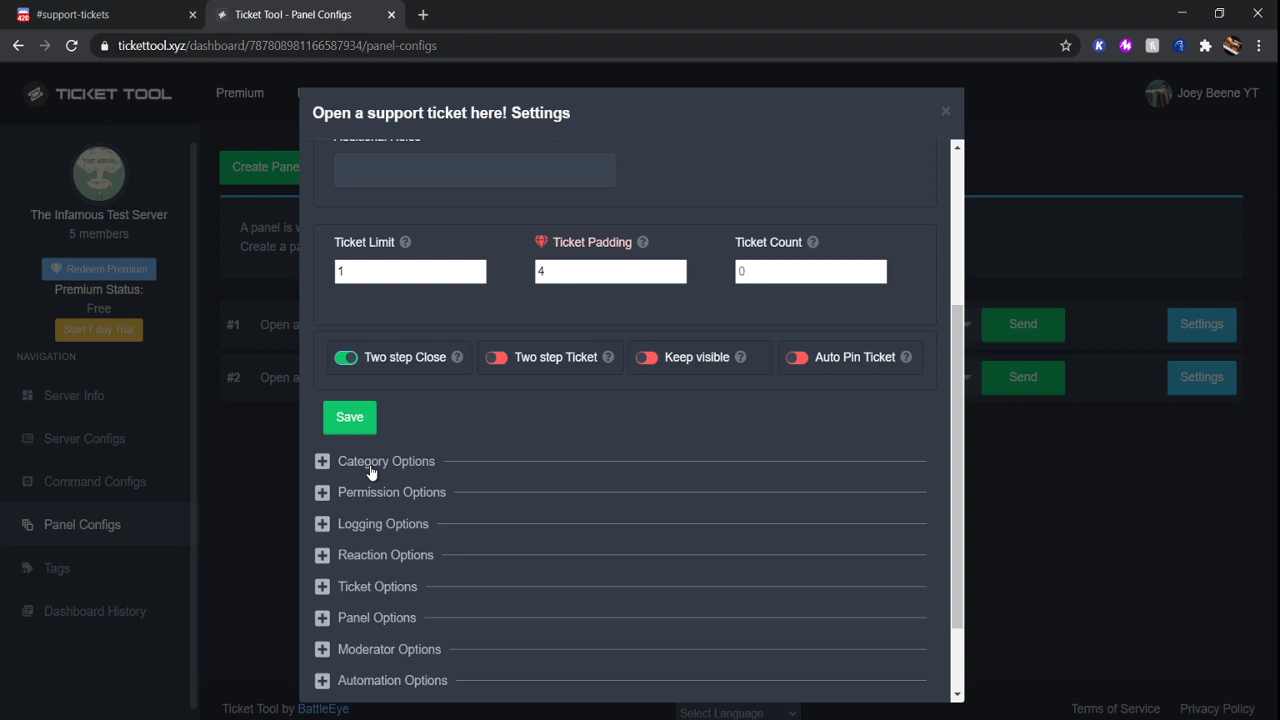 #support-tickets
Ticket Tool - Panel Configs
tickettool.xyz/dashboard/787808981166587934/panel-configs
TICKET TOOL
Premium
Joey Beene YT
Open a support ticket here! Settings
The Infamous Test Server
5 members
Redeem Premium
Premium Status:
Free
Start 7 day Trial
NAVIGATION
Server Info
Server Configs
Command Configs
Panel Configs
Tags
Dashboard History
Create Pane
A panel is
Create a pa
#1 Open a
Send
Settings
#2 Open a
Send
Settings
Additional Roles
Ticket Limit
Ticket Padding
Ticket Count
1
4
0
Two step Close
Two step Ticket
Keep visible
Auto Pin Ticket
Save
Category Options
Permission Options
Logging Options
Reaction Options
Ticket Options
Panel Options
Moderator Options
Automation Options
Ticket Tool by BattleEye
Select Language
Terms of Service
Privacy Policy